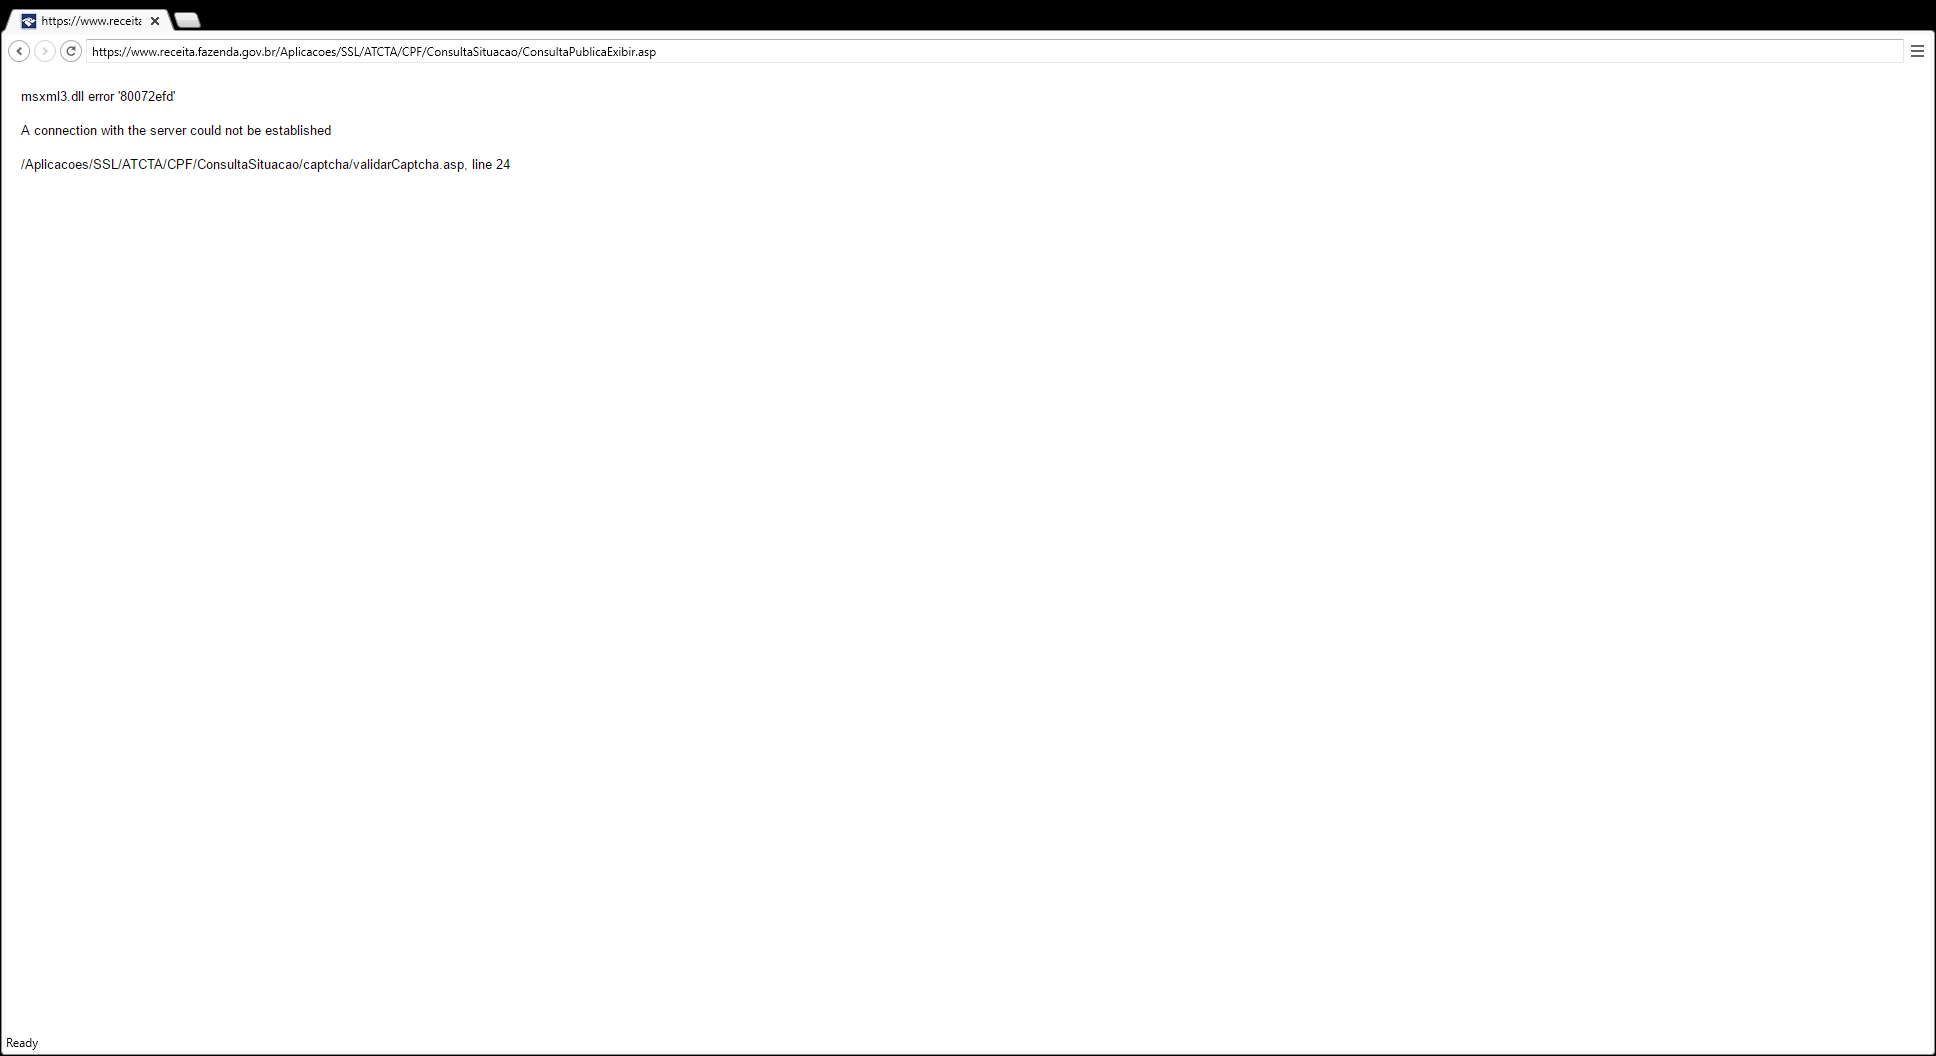 https://www.receita
https://www.receita.fazenda.gov.br/Aplicacoes/SSL/ATCTA/CPF/ConsultaSituacao/ConsultaPublicaExibir.asp
msxml3.dll error '80072efd'
A connection with the server could not be established
/Aplicacoes/SSL/ATCTA/CPF/ConsultaSituacao/captcha/validarCaptcha.asp, line 24
Ready